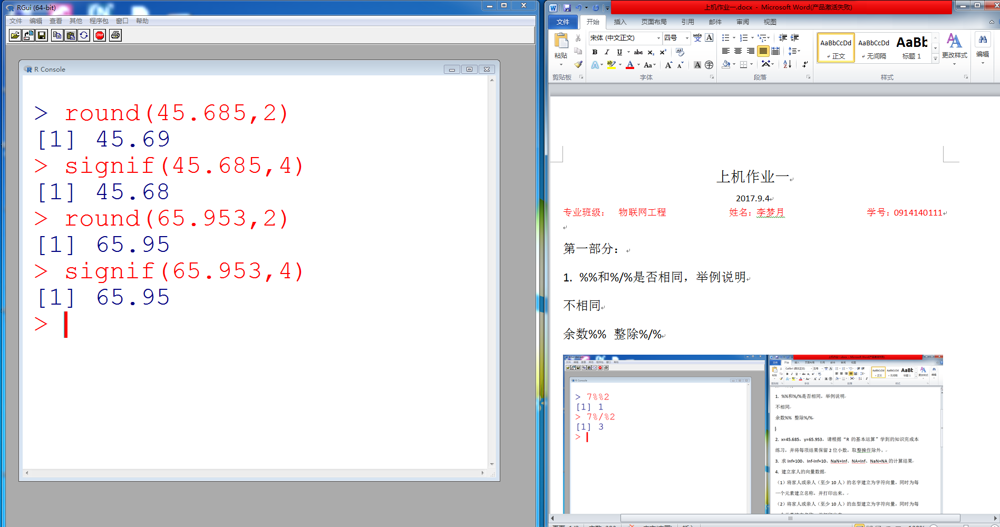 RGui (64-bit)
文件 编辑 查看 其他 程序包 窗口 帮助
STOP
R Console
> round(45.685,2)
[1] 45.69
> signif(45.685,4)
[1] 45.68
> round(65.953,2)
[1] 65.95
> signif(65.953,4)
[1] 65.95
>
上机作业一.docx - Microsoft Word(产品激活失败)
文件 开始 插入 页面布局 引用 邮件 审阅 视图
宋体 (中文正文) 四号
粘贴
AaBbCcDd AaBbCcDd AaBb
正文 无间隔 标题 1
更改样式 编辑
剪贴板 字体 段落 样式
上机作业一
2017.9.4
专业班级: 物联网工程 姓名: 李梦月 学号: 0914140111
第一部分:
1. %%和%/%是否相同，举例说明
不相同
余数%% 整除%/%
R Console
> 7%%2
[1] 1
> 7%/%2
[1] 3
>
1. %%和%/%是否相同，举例说明
不相同
余数%% 整除%/%
2. x=45.685，y=65.953，请根据“R 的基本运算”学到的知识完成本
练习，并将每项结果保留 2 位小数，取整操作除外。
3. 求 Inf+100、Inf-Inf+10、NaN+Inf、NA+Inf、NaN+NA 的计算结果
4. 建立家人的向量数据
（1）将家人或亲人（至少 10 人）的名字建立为字符向量，同时为每
一个元素建立名称，并打印出来。
（2）将家人或亲人（至少 10 人）的血型建立为字符向量，同时为每